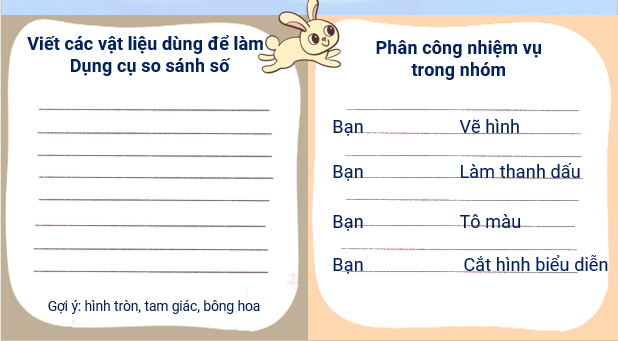 Viết các vật liệu dùng để làm
Dụng cụ so sánh số
Gợi ý: hình tròn, tam giác, bông hoa
Phân công nhiệm vụ
trong nhóm
Bạn Vẽ hình
Bạn Làm thanh dấu
Bạn Tô màu
Bạn Cắt hình biểu diễn